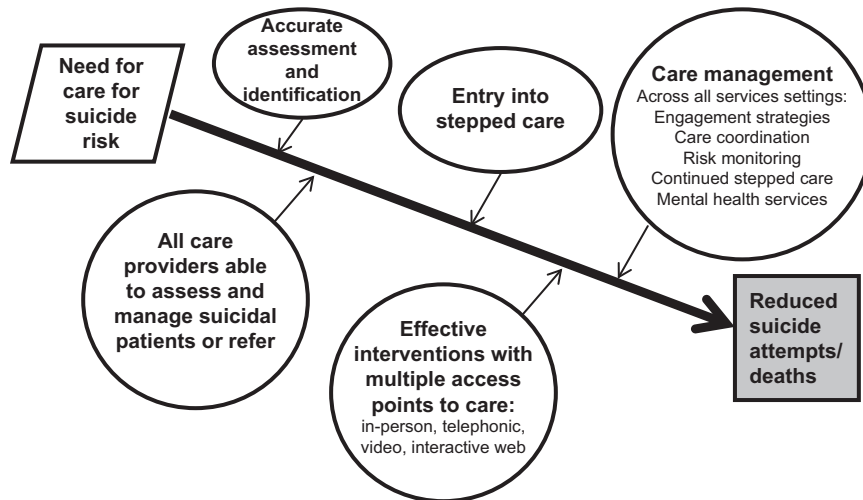 Need for
care for
suicide
risk
Accurate
assessment
and
identification
Entry into
stepped care
Care management
Across all services settings:
Engagement strategies
Care coordination
Risk monitoring
Continued stepped care
Mental health services
All care
providers able
to assess and
manage suicidal
patients or refer
Effective
interventions with
multiple access
points to care:
in-person, telephonic,
video, interactive web
Reduced
suicide
attempts/
deaths